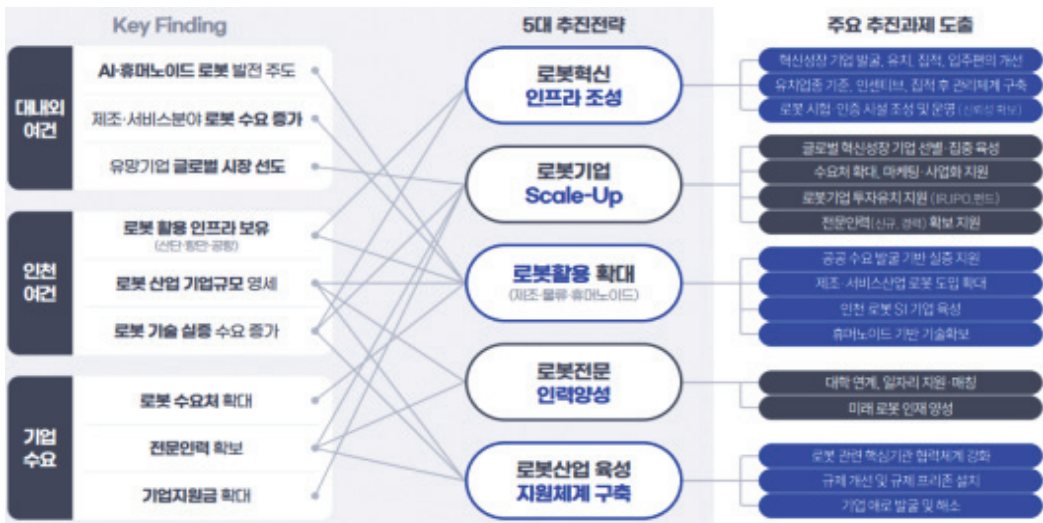 Key Finding
5대 추진전략
주요 추진과제 도출
대내외
여건
AI·휴머노이드 로봇 발전 주도
제조·서비스분야 로봇 수요 증가
유망기업 글로벌 시장 선도
인천
여건
로봇 활용 인프라 보유
(산단·항만·공항)
로봇 산업 기업규모 영세
로봇 기술 실증 수요 증가
기업
수요
로봇 수요처 확대
전문인력 확보
기업지원금 확대
로봇혁신
인프라 조성
로봇기업
Scale-Up
로봇활용 확대
(제조·물류·휴머노이드)
로봇전문
인력양성
로봇산업 육성
지원체계 구축
혁신성장 기업 발굴, 유치, 집적, 입주편의 개선
유치업종 기준, 인센티브, 집적 후 관리체계 구축
로봇 시험·인증 시설 조성 및 운영 (신뢰성 확보)
글로벌 혁신성장 기업 선별·집중 육성
수요처 확대, 마케팅·사업화 지원
로봇기업 투자유치 지원 (IR,IPO,펀드)
전문인력(신규, 경력) 확보 지원
공공 수요 발굴 기반 실증 지원
제조·서비스산업 로봇 도입 확대
인천 로봇 SI 기업 육성
휴머노이드 기반 기술확보
대학 연계, 일자리 지원·매칭
미래 로봇 인재 양성
로봇 관련 핵심기관 협력체계 강화
규제 개선 및 규제 프리존 설치
기업 애로 발굴 및 해소